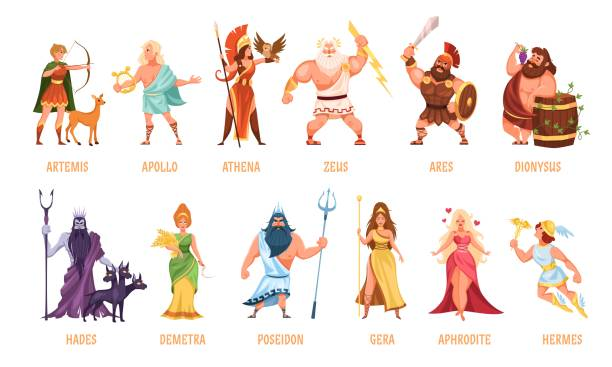 ARTEMIS APOLLO ATHENA ZEUS ARES DIONYSUS
HADES DEMETRA POSEIDON GERA APHRODITE HERMES